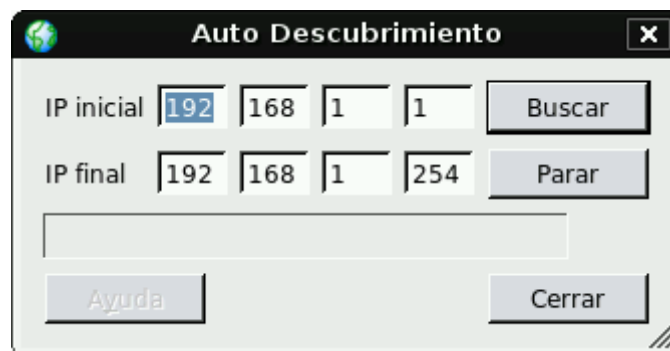 Auto Descubrimiento
IP inicial 192 168 1 1 Buscar
IP final 192 168 1 254 Parar
Ayuda Cerrar